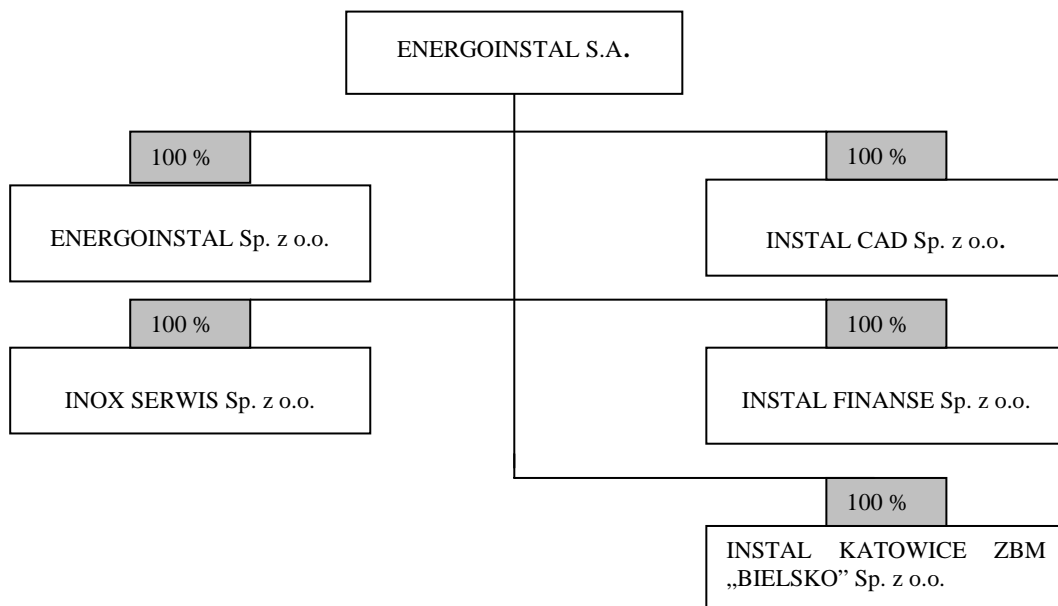 ENERGOINSTAL S.A.
100 %
100 %
ENERGOINSTAL Sp. z o.o.
INSTAL CAD Sp. z o.o.
100 %
100 %
INOX SERWIS Sp. z o.o.
INSTAL FINANSE Sp. z o.o.
100 %
INSTAL KATOWICE ZBM
„BIELSKO” Sp. z o.o.